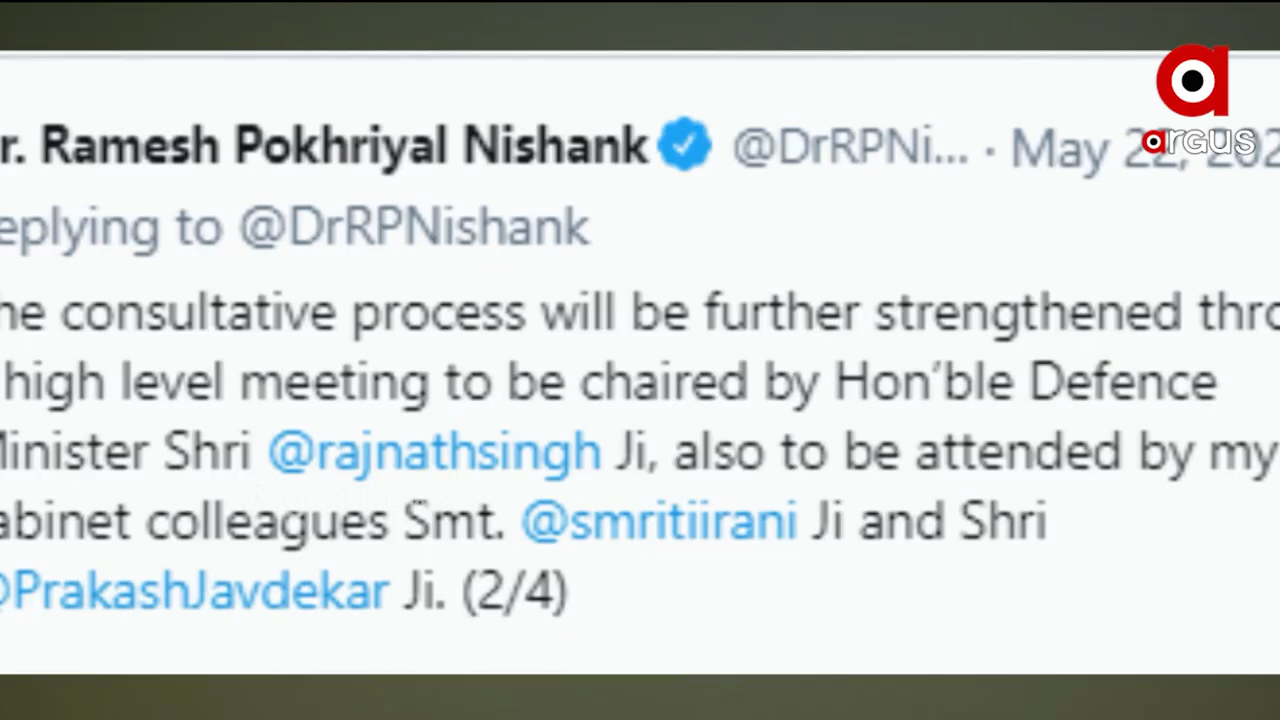 r. Ramesh Pokhriyal Nishank @DrRPNi... · May 22, 202
eplying to @DrRPNishank
he consultative process will be further strengthened thro
high level meeting to be chaired by Hon'ble Defence
Minister Shri @rajnathsingh Ji, also to be attended by my
abinet colleagues Smt. @smritiirani Ji and Shri
@PrakashJavdekar Ji. (2/4)
argus